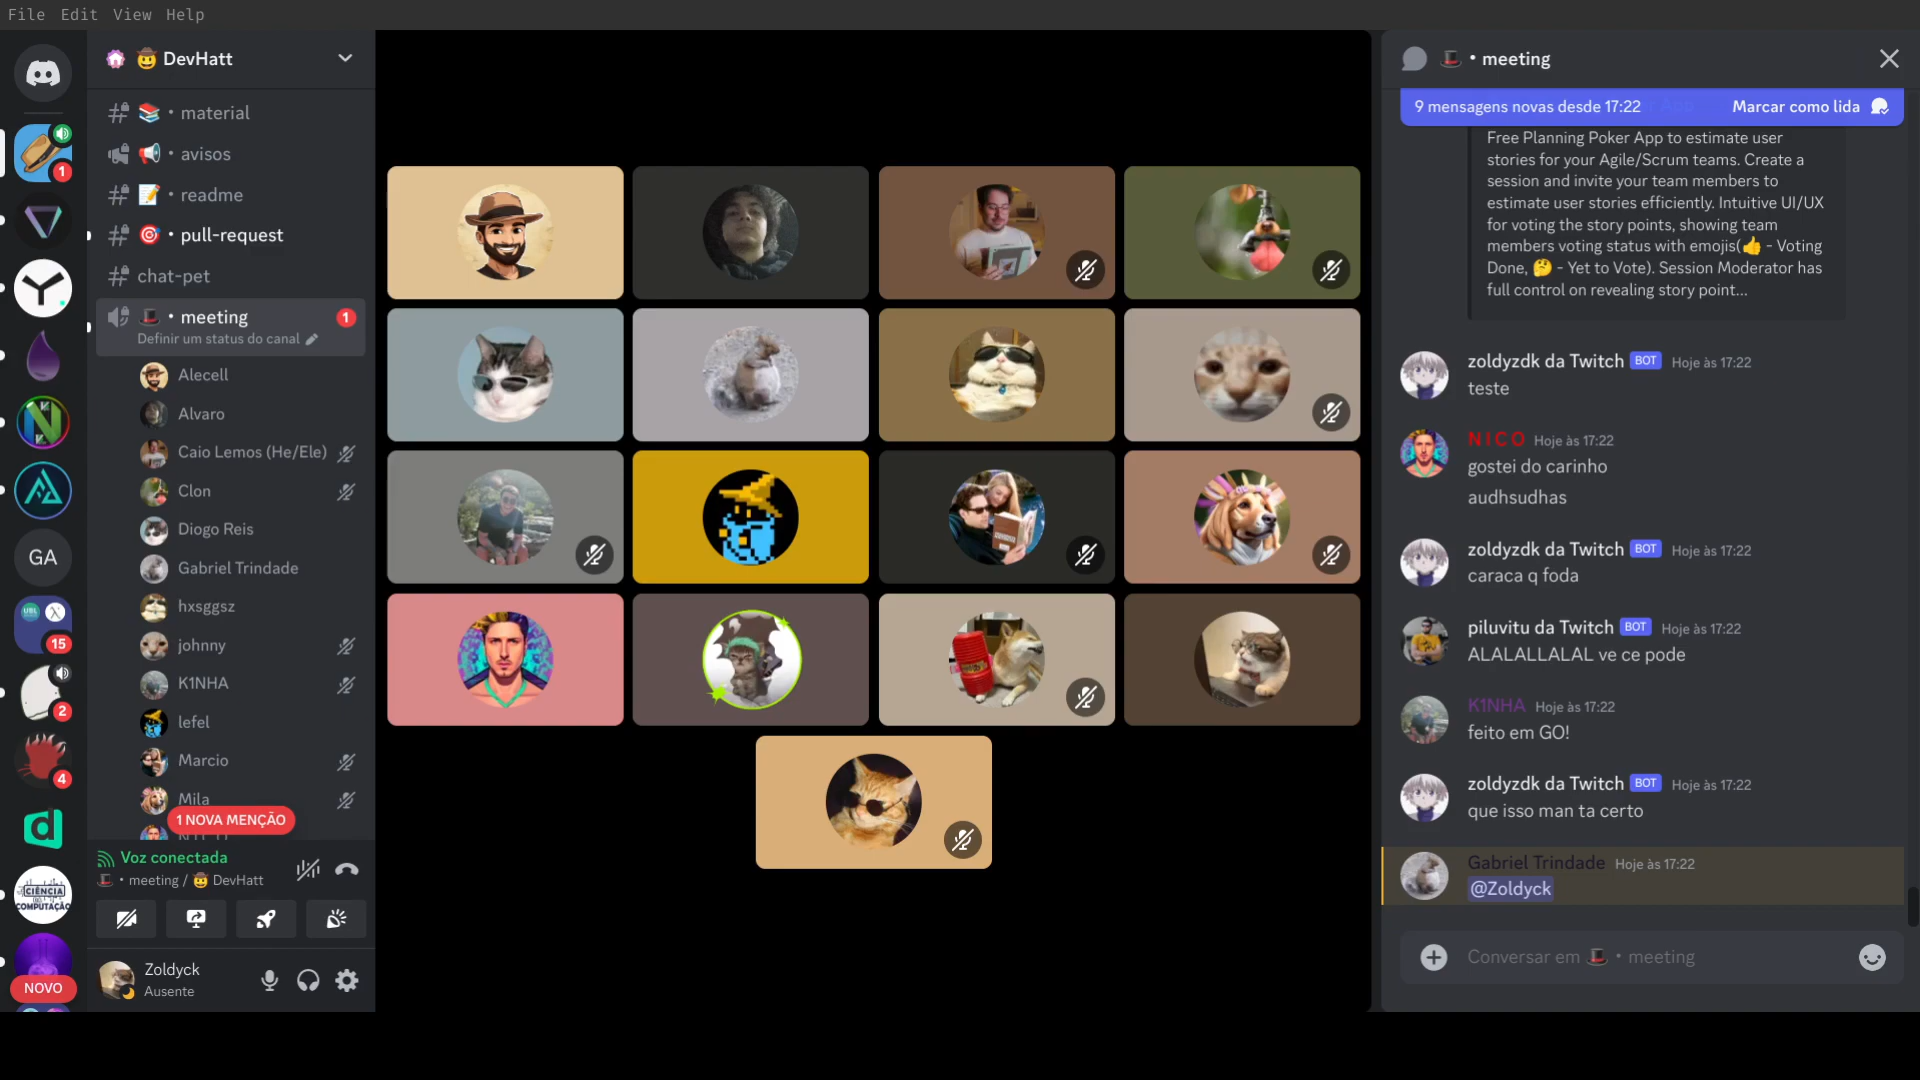 File Edit View Help
DevHatt
• material
• avisos
• readme
• pull-request
chat-pet
• meeting 1
Definir um status do canal
Alecell
Alvaro
Caio Lemos (He/Ele)
Clon
Diogo Reis
Gabriel Trindade
hxsggsz
johnny
K1NHA
lefel
Marcio
Mila
1 NOVA MENÇÃO
Voz conectada
• meeting / DevHatt
Zoldyck
Ausente
1
GA
UBL
15
2
4
CIÊNCIA
COMPUTAÇÃO
NOVO
• meeting
9 mensagens novas desde 17:22 Marcar como lida
Free Planning Poker App to estimate user
stories for your Agile/Scrum teams. Create a
session and invite your team members to
estimate user stories efficiently. Intuitive UI/UX
for voting the story points, showing team
members voting status with emojis(👍 - Voting
Done, 🤔 - Yet to Vote). Session Moderator has
full control on revealing story point...
zoldyzdk da Twitch BOT Hoje às 17:22
teste
N I C O Hoje às 17:22
gostei do carinho
audhsudhas
zoldyzdk da Twitch BOT Hoje às 17:22
caraca q foda
piluvitu da Twitch BOT Hoje às 17:22
ALALALLALAL ve ce pode
K1NHA Hoje às 17:22
feito em GO!
zoldyzdk da Twitch BOT Hoje às 17:22
que isso man ta certo
Gabriel Trindade Hoje às 17:22
@Zoldyck
Conversar em 🎩 • meeting